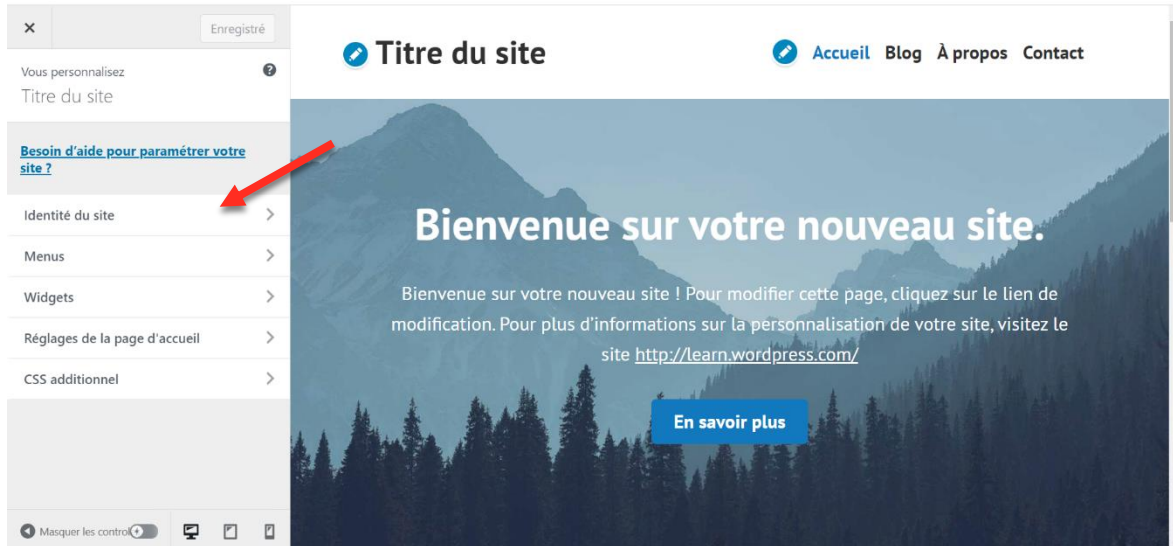 Enregistré
Vous personnalisez
Titre du site
Besoin d'aide pour paramétrer votre
site ?
Identité du site
Menus
Widgets
Réglages de la page d'accueil
CSS additionnel
Masquer les control
Titre du site
Accueil Blog À propos Contact
Bienvenue sur votre nouveau site.
Bienvenue sur votre nouveau site ! Pour modifier cette page, cliquez sur le lien de
modification. Pour plus d'informations sur la personnalisation de votre site, visitez le
site http://learn.wordpress.com/
En savoir plus